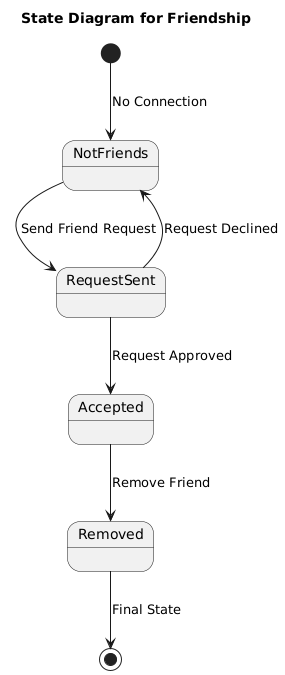 State Diagram for Friendship
No Connection
NotFriends
Send Friend Request
Request Declined
RequestSent
Request Approved
Accepted
Remove Friend
Removed
Final State